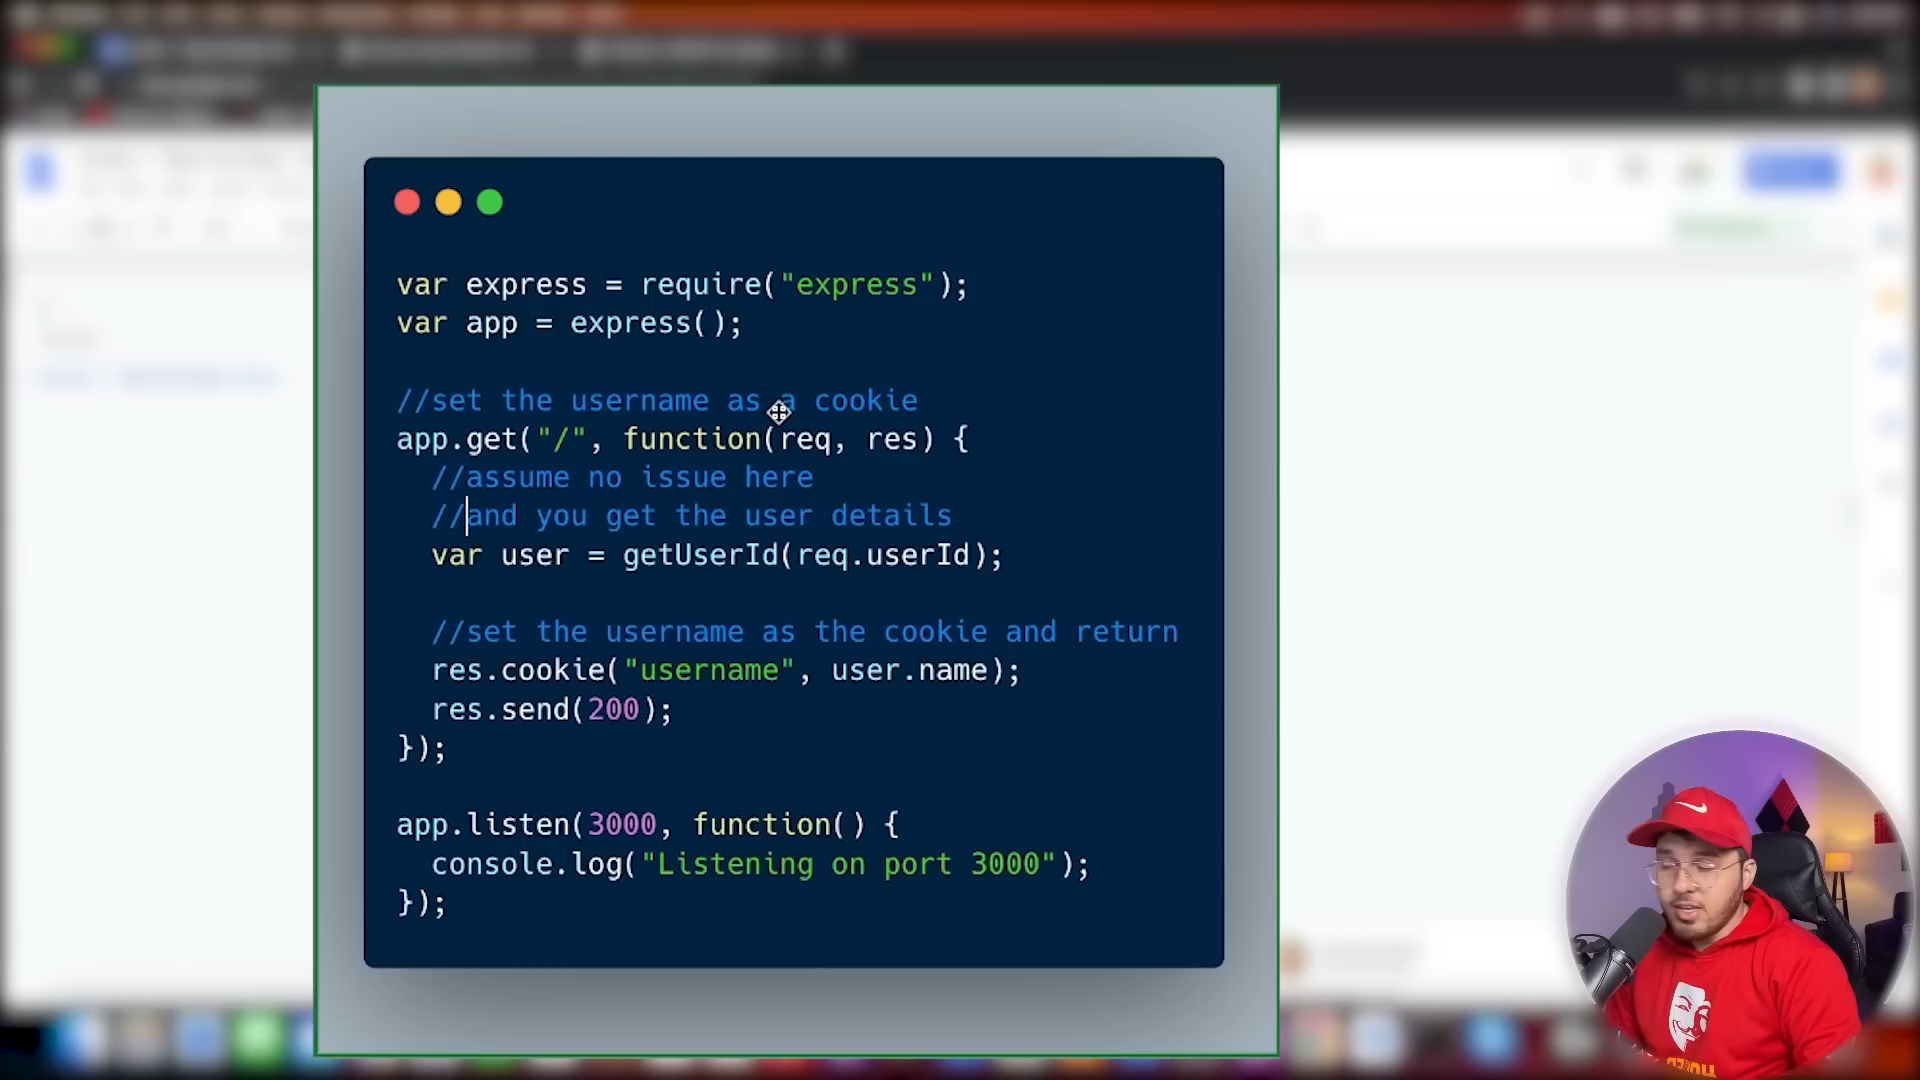 var express = require("express");
var app = express();
//set the username as a cookie
app.get("/", function(req, res) {
//assume no issue here
//and you get the user details
var user = getUserId(req.userId);
//set the username as the cookie and return
res.cookie("username", user.name);
res.send(200);
});
app.listen(3000, function() {
console.log("Listening on port 3000");
});